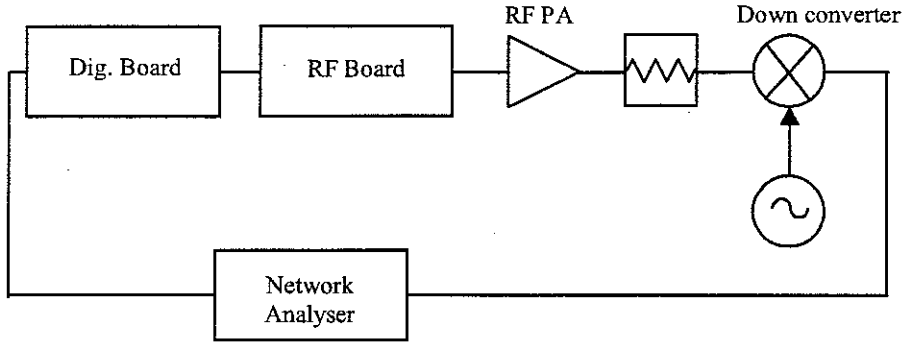 RF PA
Down converter
Dig. Board
RF Board
Network
Analyser